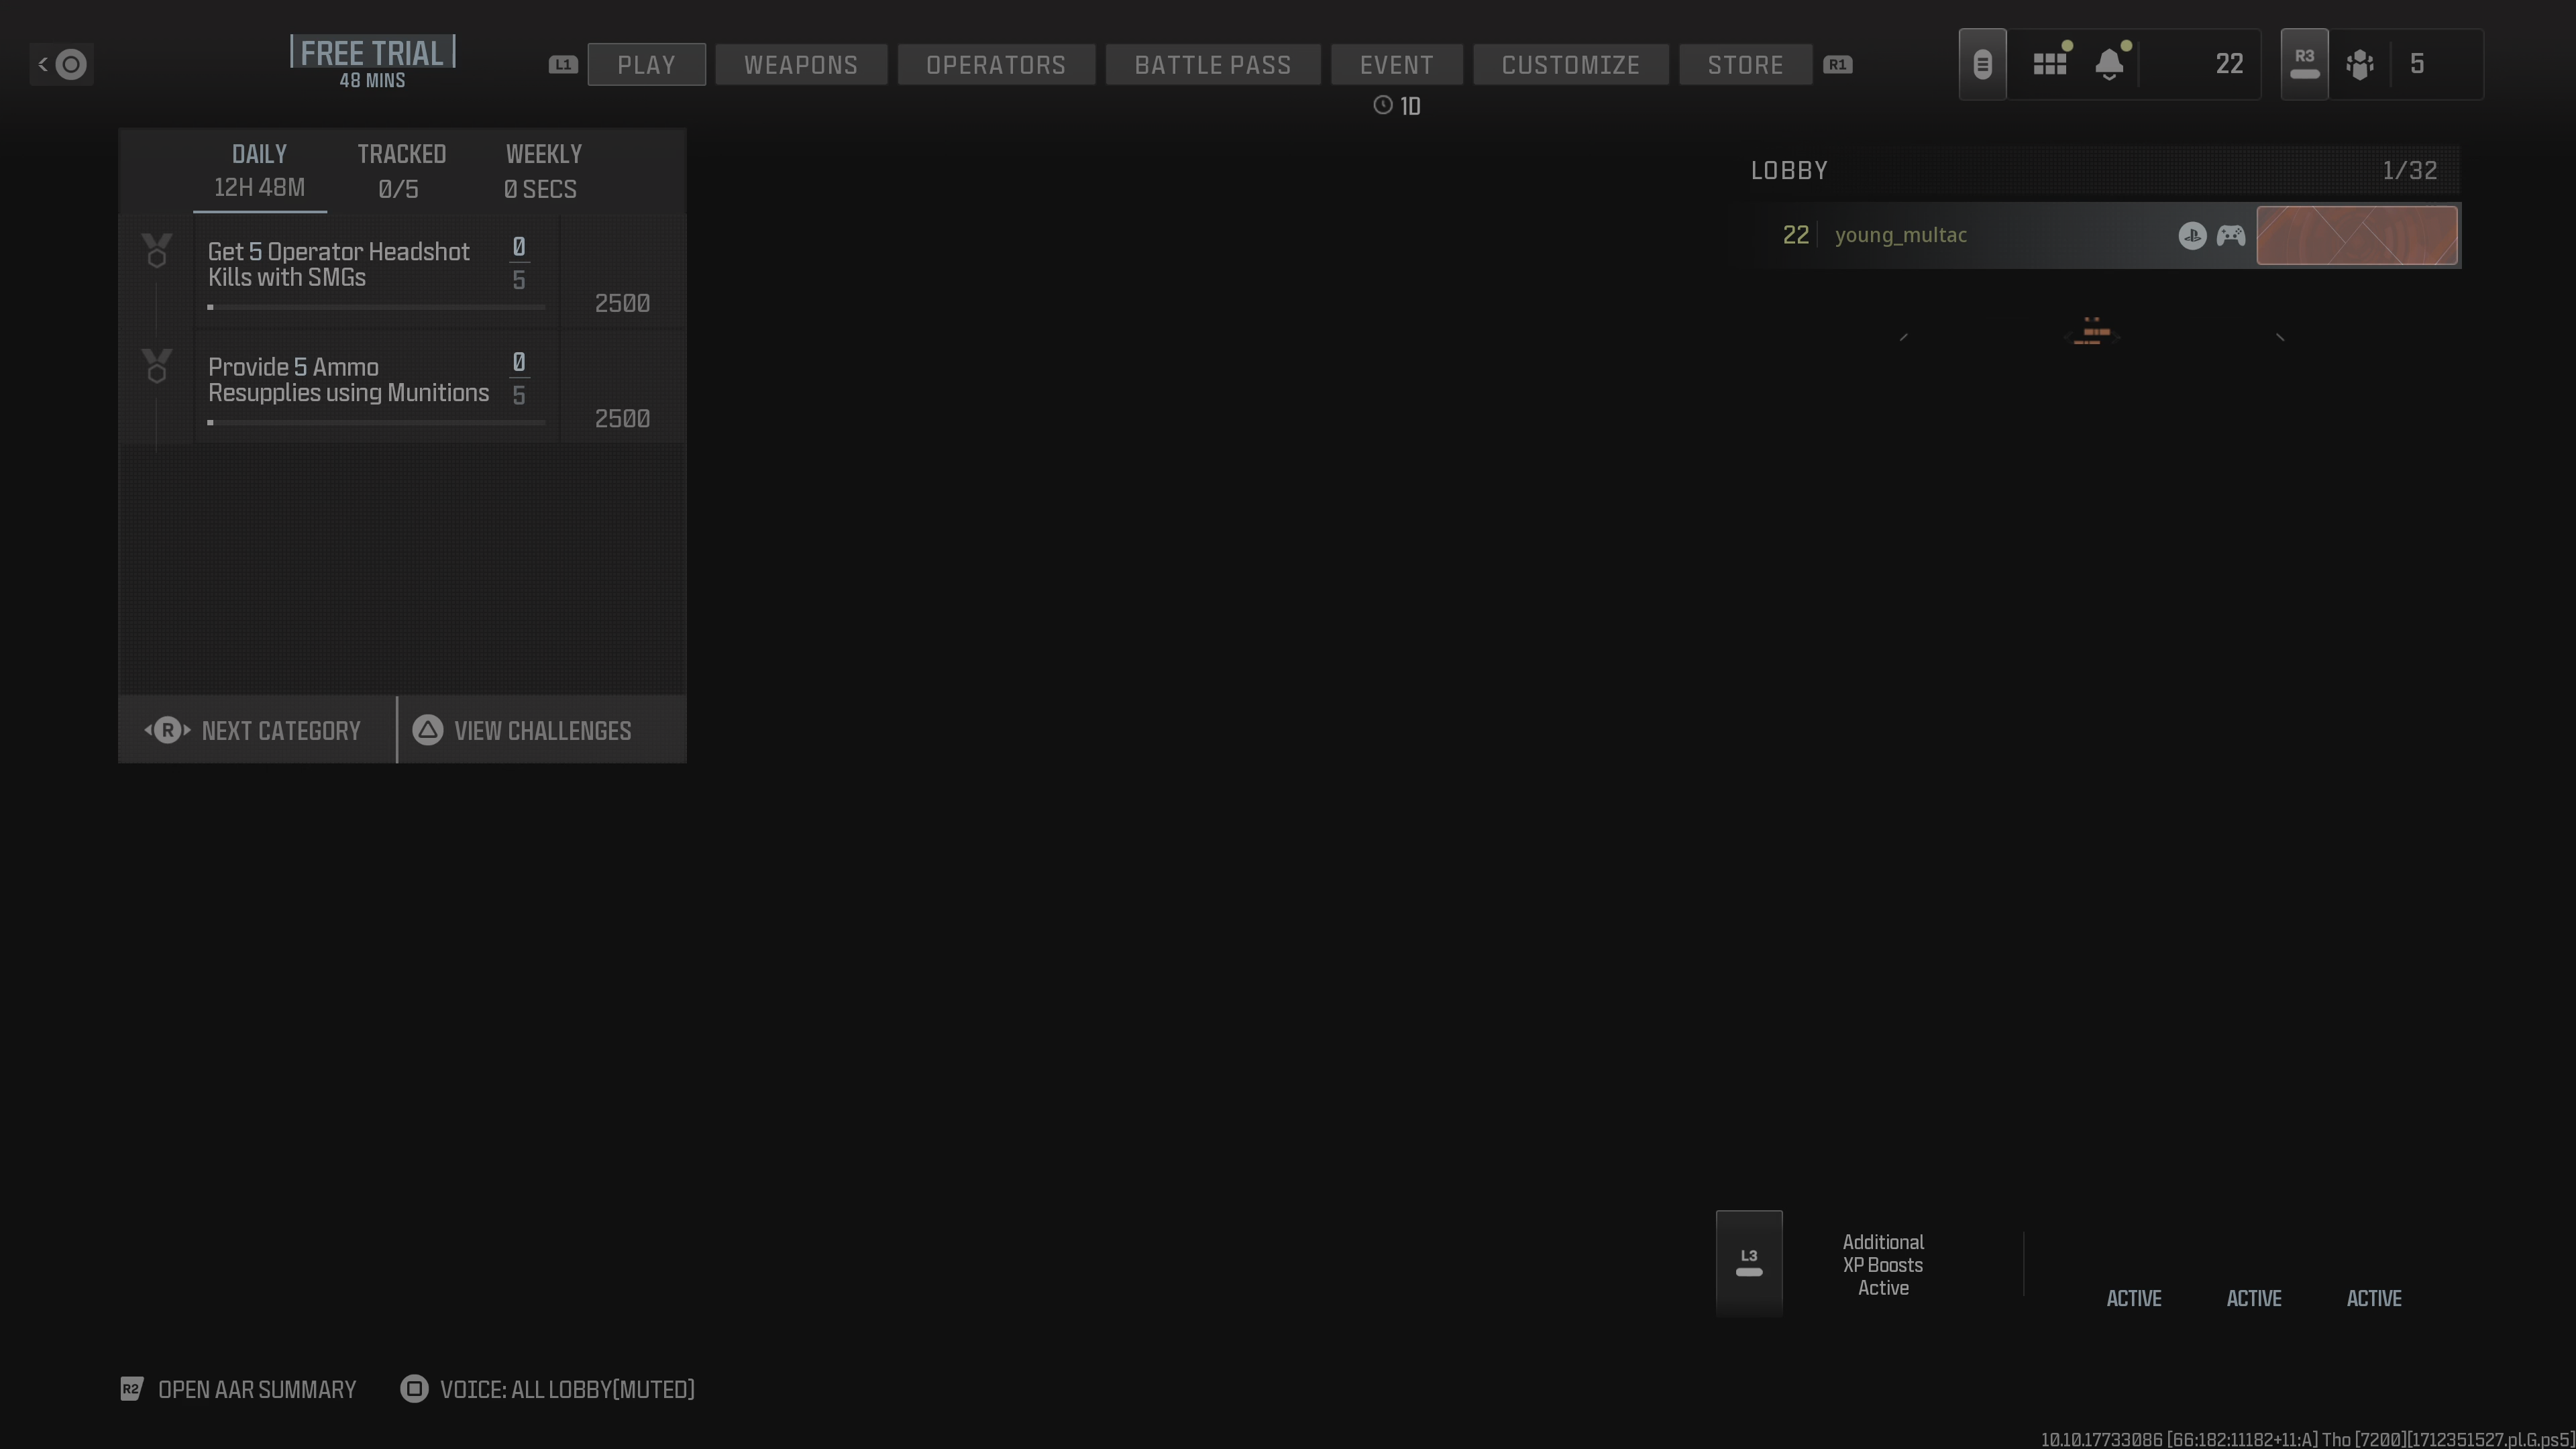 FREE TRIAL
48 MINS
L1
PLAY
WEAPONS
OPERATORS
BATTLE PASS
EVENT
CUSTOMIZE
STORE
R1
1D
22
R3
5
DAILY
12H 48M
TRACKED
0/5
WEEKLY
0 SECS
Get 5 Operator Headshot
Kills with SMGs
0
5
2500
Provide 5 Ammo
Resupplies using Munitions
0
5
2500
R NEXT CATEGORY
VIEW CHALLENGES
LOBBY
1/32
22
young_multac
L3
Additional
XP Boosts
Active
ACTIVE
ACTIVE
ACTIVE
R2 OPEN AAR SUMMARY
VOICE: ALL LOBBY(MUTED)
10.10.17733086 [66:182:11182+11:A] Tho [7200][1712351527.pl.G.ps5]